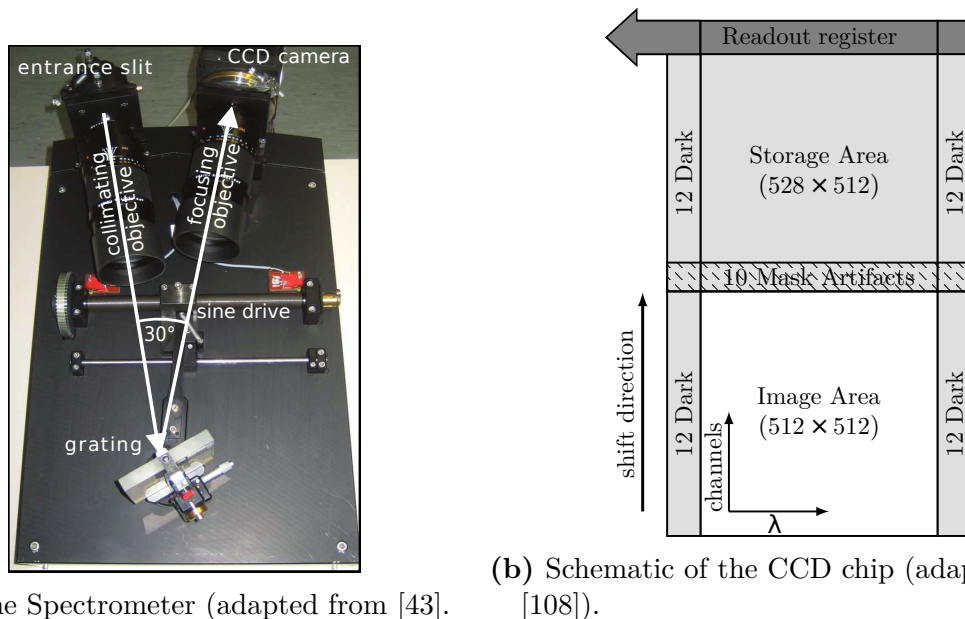 entrance slit
CCD camera
collimating
objective
focusing
objective
sine drive
30°
grating
Readout register
12 Dark
Storage Area
(528 × 512)
12 Dark
10 Mask Artifacts
shift direction
12 Dark
channels
Image Area
(512 × 512)
λ
12 Dark
ne Spectrometer (adapted from [43].
(b) Schematic of the CCD chip (adap
[108]).